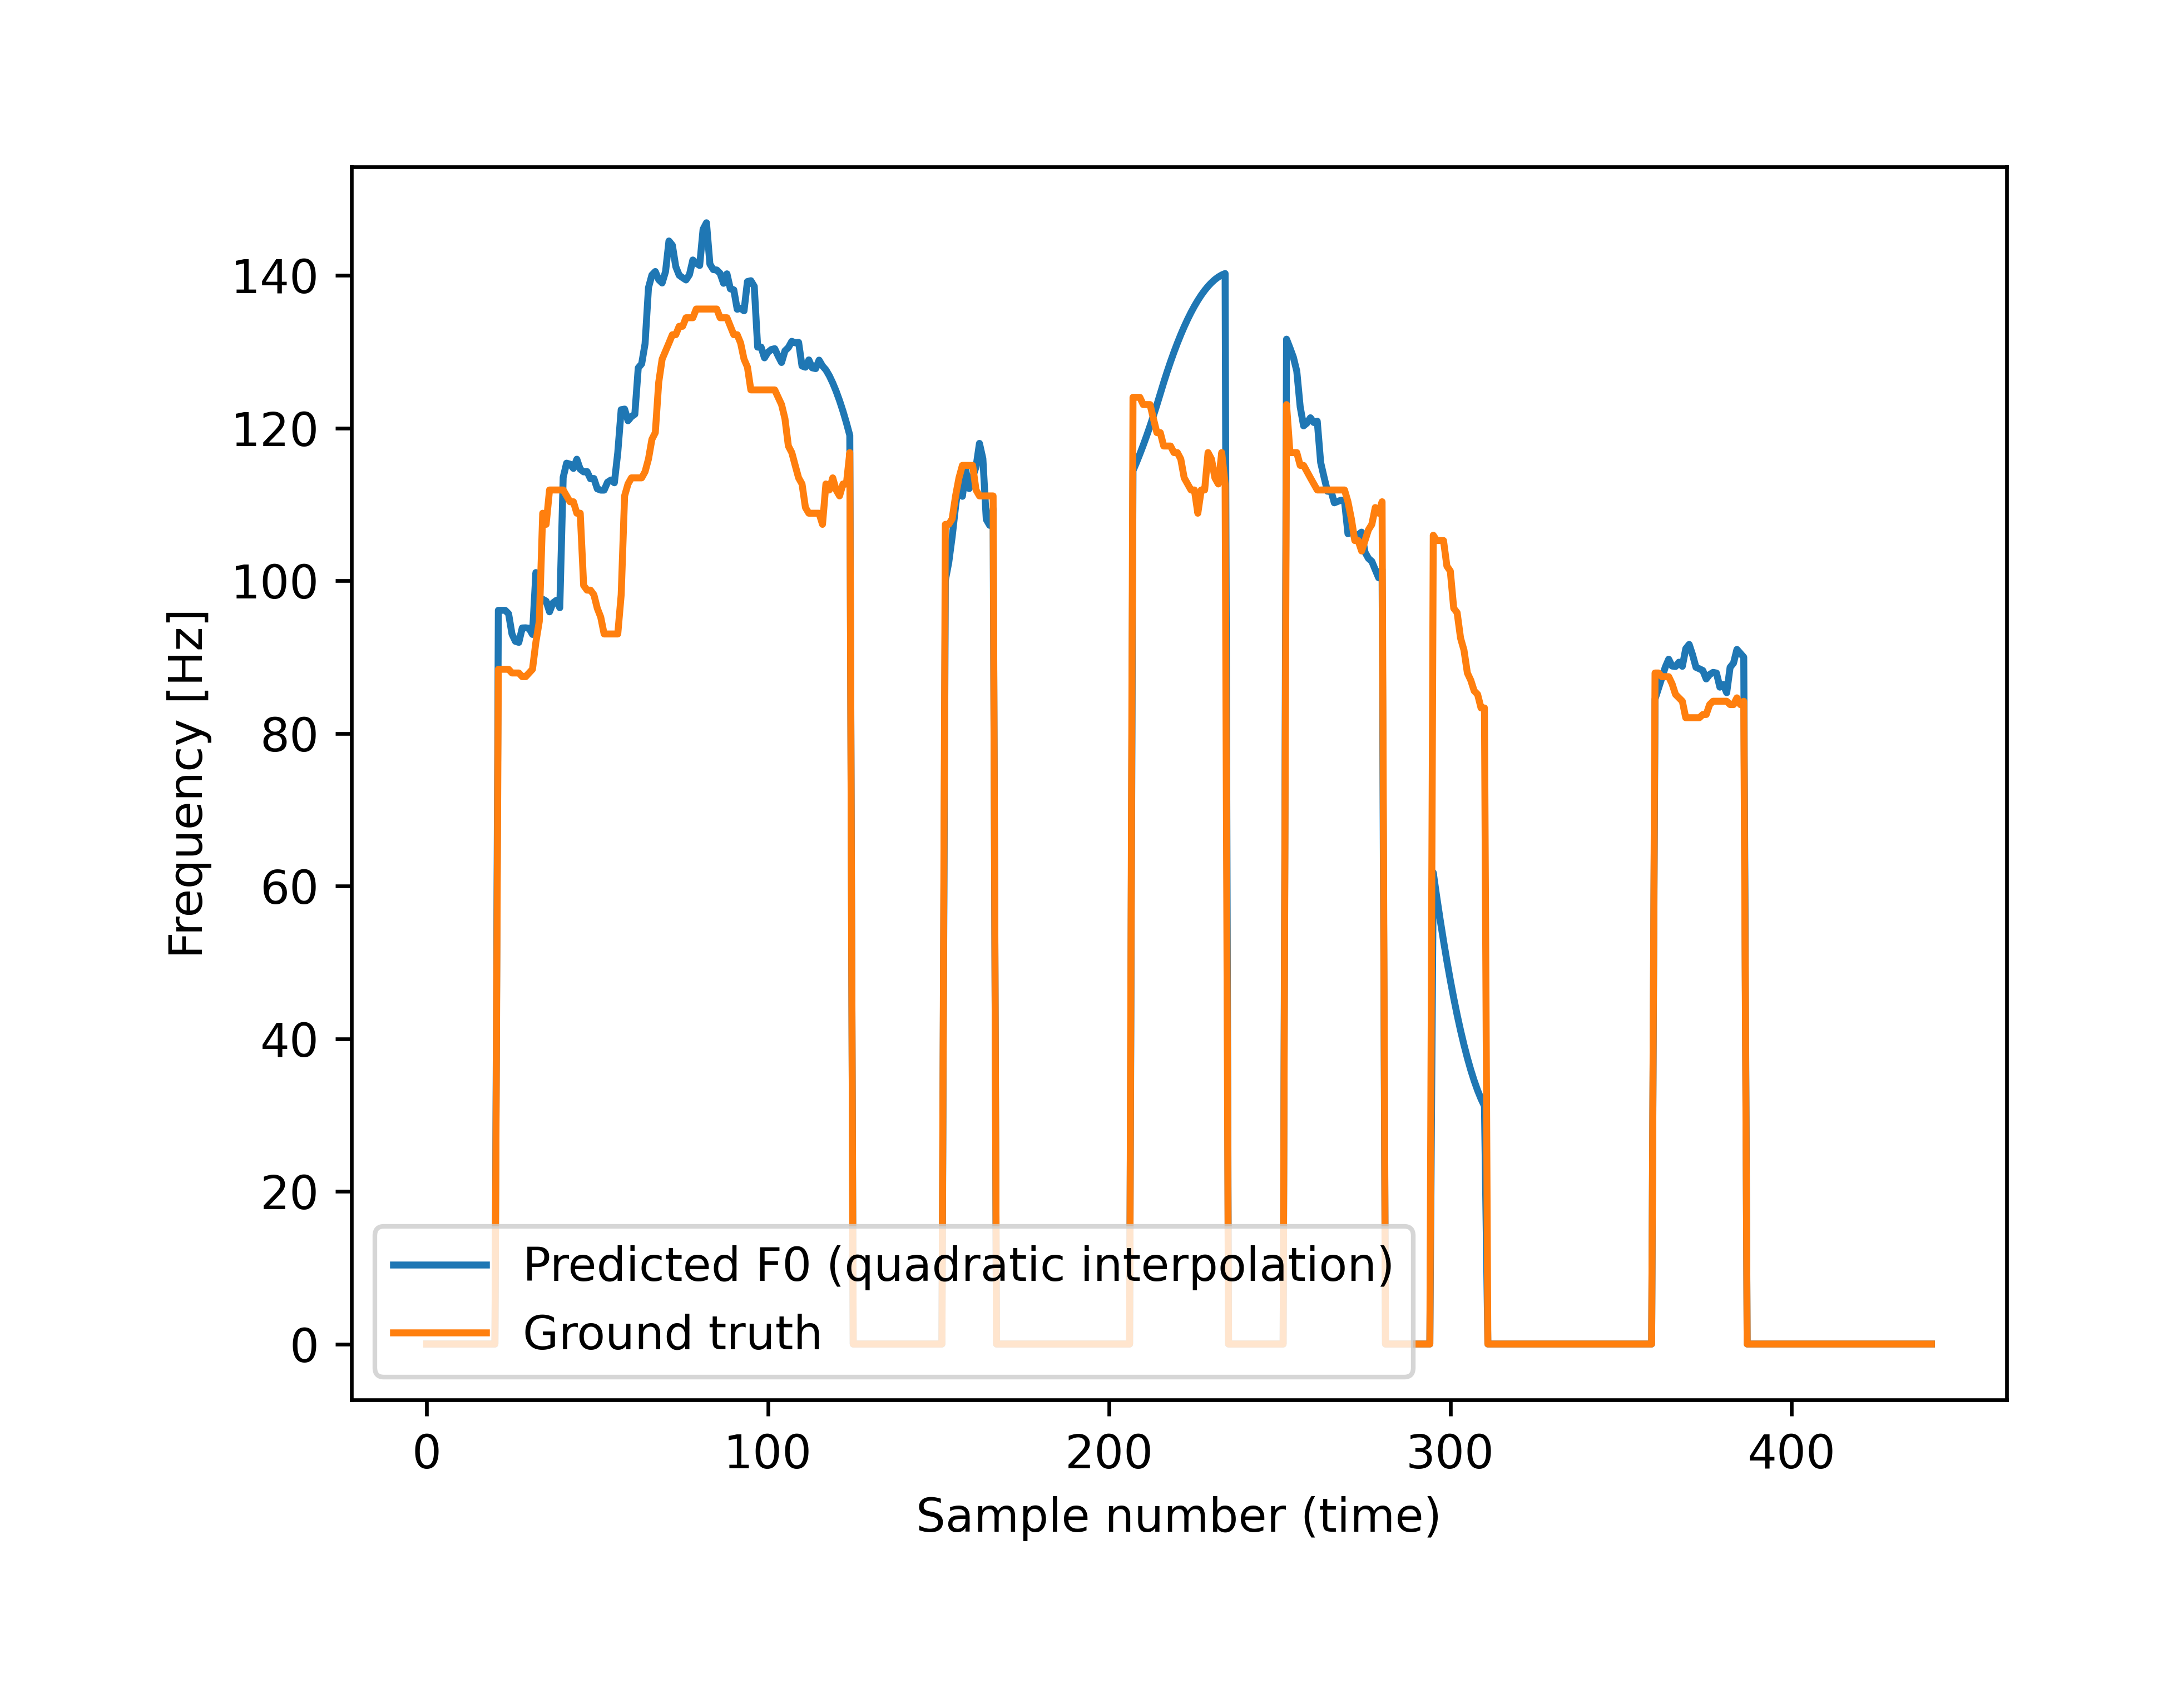 140
120
100
80
60
40
20
0
Frequency [Hz]
Predicted F0 (quadratic interpolation)
Ground truth
0 100 200 300 400
Sample number (time)